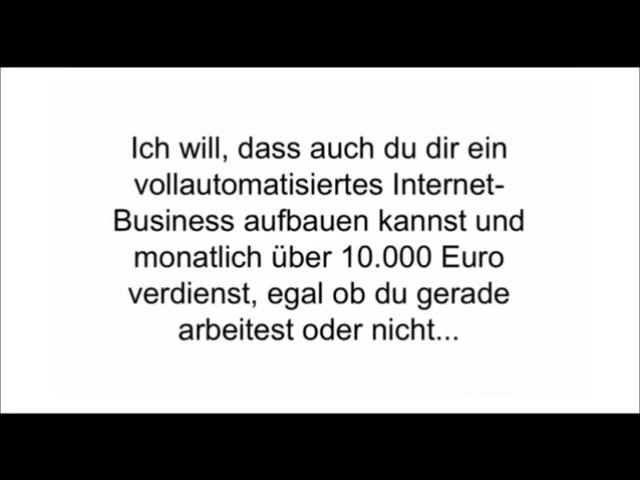 Ich will, dass auch du dir ein
vollautomatisiertes Internet-
Business aufbauen kannst und
monatlich über 10.000 Euro
verdienst, egal ob du gerade
arbeitest oder nicht...